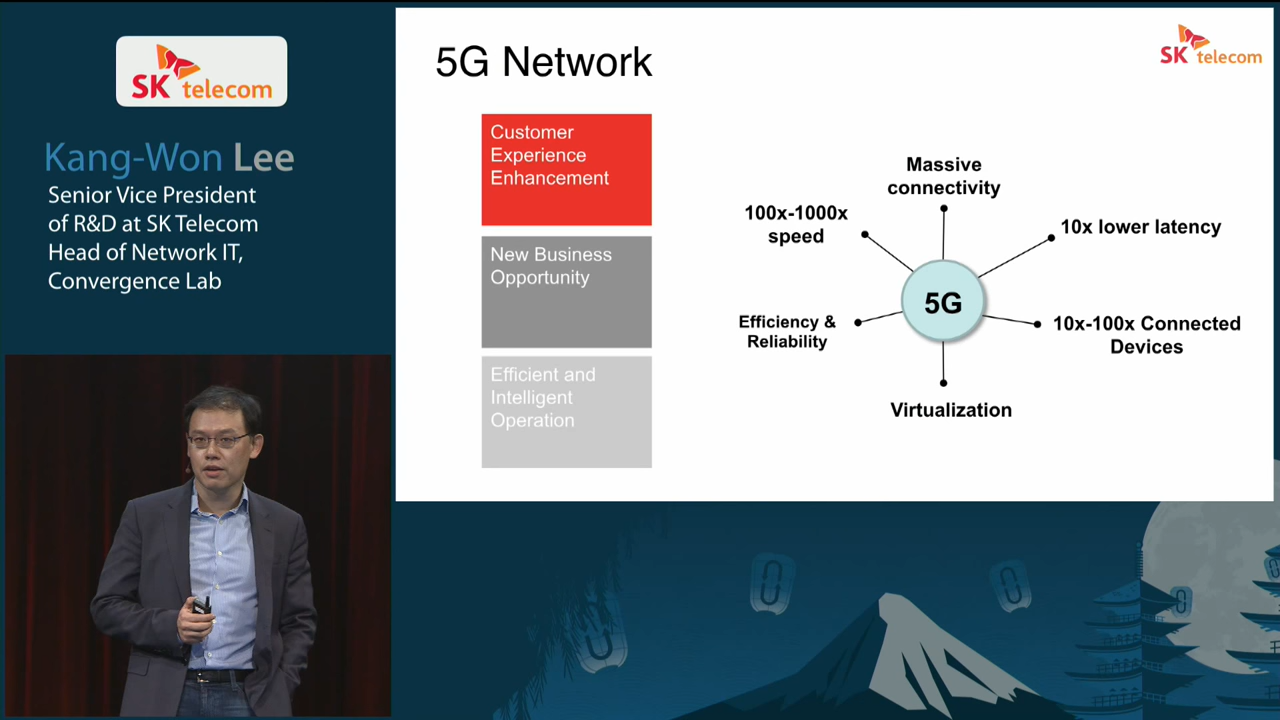 SK telecom
Kang-Won Lee
Senior Vice President
of R&D at SK Telecom
Head of Network IT,
Convergence Lab
5G Network
SK telecom
Customer
Experience
Enhancement
New Business
Opportunity
Efficient and
Intelligent
Operation
Massive
connectivity
100x-1000x
speed
10x lower latency
5G
Efficiency &
Reliability
10x-100x Connected
Devices
Virtualization